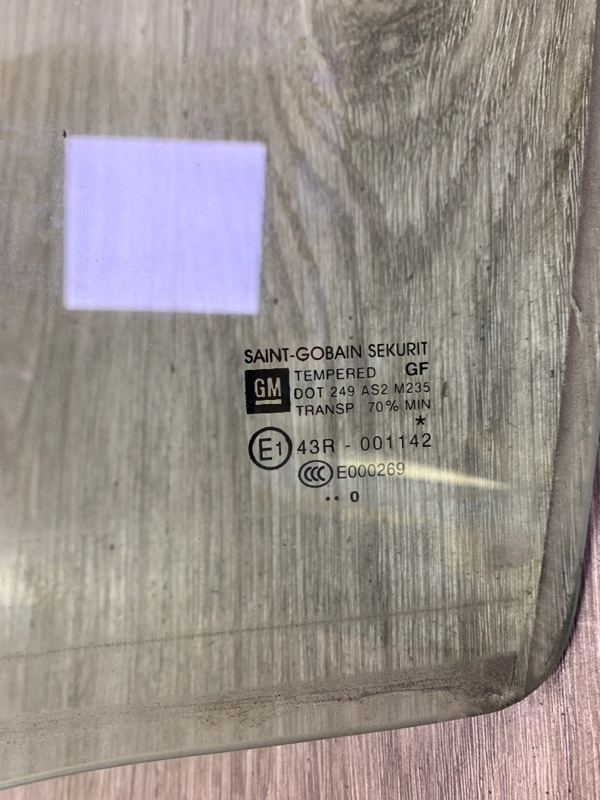 SAINT-GOBAIN SEKURIT
TEMPERED GF
GM DOT 249 AS2 M235
TRANSP 70% MIN
*
E1 43R - 001142
CCC E000269
•• 0